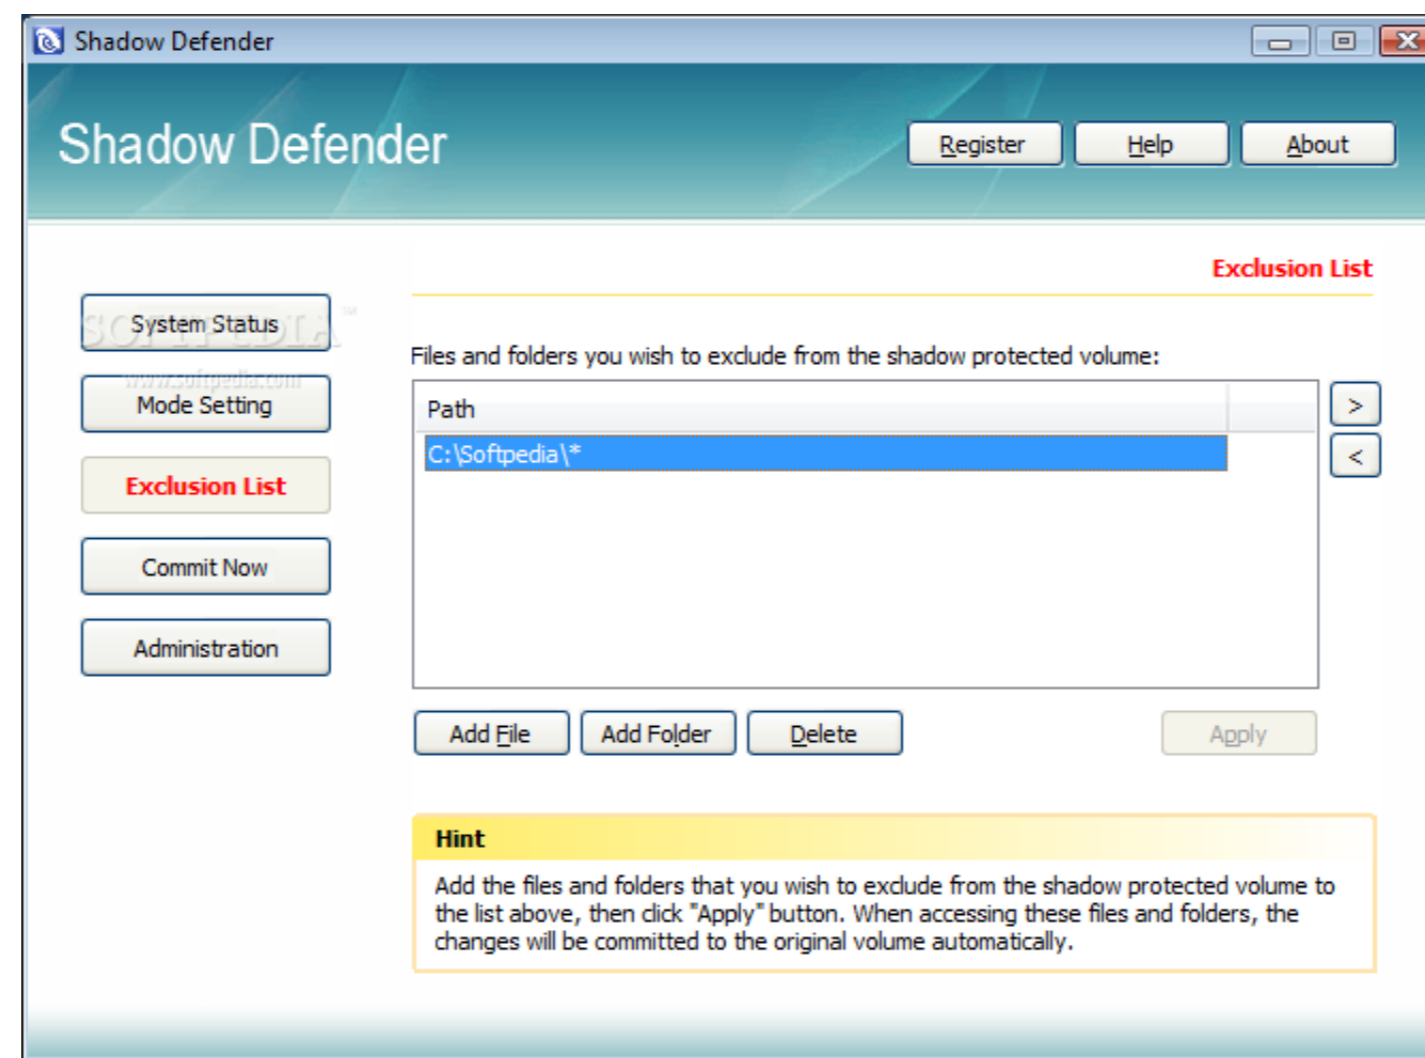 Shadow Defender
Shadow Defender
Register
Help
About
Exclusion List
System Status
SOFTPEDIA™
www.softpedia.com
Mode Setting
Exclusion List
Commit Now
Administration
Files and folders you wish to exclude from the shadow protected volume:
Path
C:\Softpedia\*
>
<
Add File
Add Folder
Delete
Apply
Hint
Add the files and folders that you wish to exclude from the shadow protected volume to
the list above, then click "Apply" button. When accessing these files and folders, the
changes will be committed to the original volume automatically.